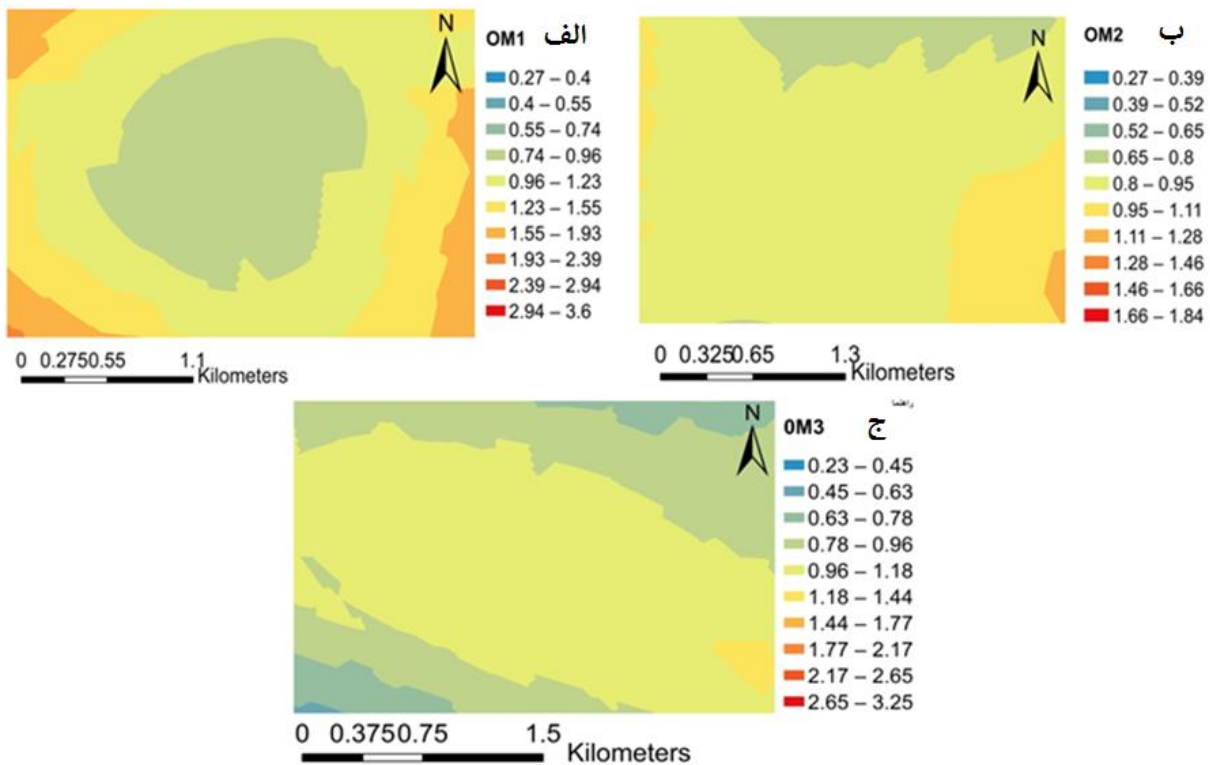 N
OM1 الف
0.27 – 0.4
0.4 – 0.55
0.55 – 0.74
0.74 – 0.96
0.96 – 1.23
1.23 – 1.55
1.55 – 1.93
1.93 – 2.39
2.39 – 2.94
2.94 – 3.6
0 0.2750.55 1.1
Kilometers
N
OM2 ب
0.27 – 0.39
0.39 – 0.52
0.52 – 0.65
0.65 – 0.8
0.8 – 0.95
0.95 – 1.11
1.11 – 1.28
1.28 – 1.46
1.46 – 1.66
1.66 – 1.84
0 0.3250.65 1.3
Kilometers
N
راهنما
0M3 ج
0.23 – 0.45
0.45 – 0.63
0.63 – 0.78
0.78 – 0.96
0.96 – 1.18
1.18 – 1.44
1.44 – 1.77
1.77 – 2.17
2.17 – 2.65
2.65 – 3.25
0 0.3750.75 1.5
Kilometers